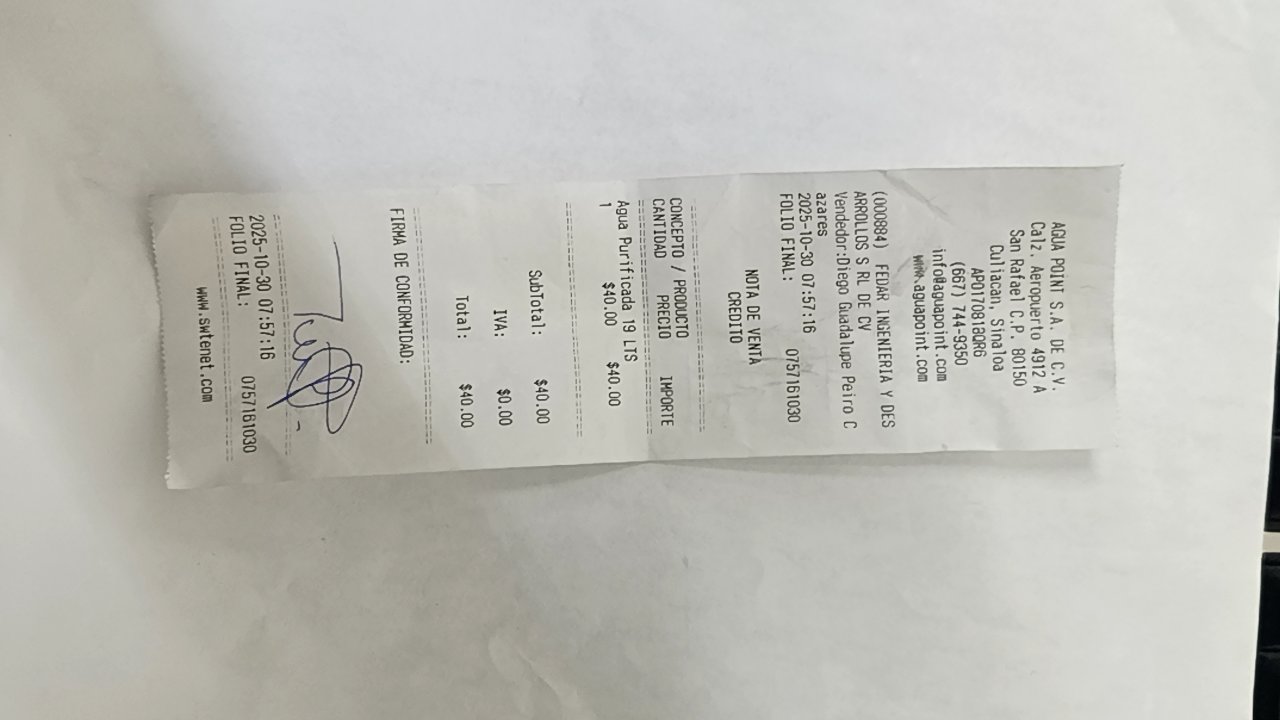 AGUA POINT S.A. DE C.V.
Calz. Aeropuerto 4912 A
San Rafael C.P. 80150
Culiacan, Sinaloa
APO170818QR6
(667) 744-9350
info@aguapoint.com
www.aguapoint.com
(000884) FEDAR INGENIERIA Y DES
ARROLLOS S RL DE CV
Vendedor:Diego Guadalupe Peiro C
azares
2025-10-30 07:57:16
FOLIO FINAL: 0757161030
NOTA DE VENTA
CREDITO
CONCEPTO / PRODUCTO
CANTIDAD PRECIO IMPORTE
Agua Purificada 19 LTS
1 $40.00 $40.00
SubTotal: $40.00
IVA: $0.00
Total: $40.00
FIRMA DE CONFORMIDAD:
2025-10-30 07:57:16
FOLIO FINAL: 0757161030
www.swtenet.com